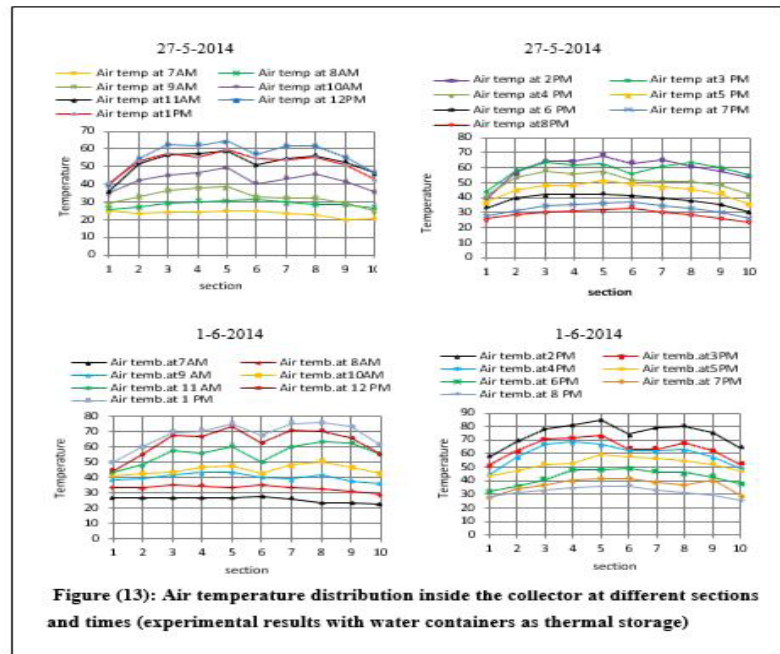 27-5-2014
Air temp at 7AM Air temp at 8AM
Air temp at 9AM Air temp at10AM
Air temp at11AM Air temp at 12PM
Air temp at1PM
70
60
50
40
30
20
10
0
Temperature
1 2 3 4 5 6 7 8 9 10
section
27-5-2014
Air temp at 2PM Air temp at3 PM
Air temp at4 PM Air temp at5 PM
Air temp at 6 PM Air temp at 7PM
Air temp at8PM
80
70
60
50
40
30
20
10
0
Temperature
1 2 3 4 5 6 7 8 9 10
section
1-6-2014
Air temb.at7AM Air temb.at 8AM
Air temb.at9 AM Air temb.at10AM
Air temb.at 11AM Air temb.at 12 PM
Air temb.at 1 PM
80
70
60
50
40
30
20
10
0
Temperature
1 2 3 4 5 6 7 8 9 10
section
1-6-2014
Air temb.at2PM Air temb.at3PM
Air temb.at4PM Air temb.at5PM
Air temb.at 6PM Air temb.at 7PM
Air temb.at 8 PM
90
80
70
60
50
40
30
20
10
0
Temperature
1 2 3 4 5 6 7 8 9 10
section
Figure (13): Air temperature distribution inside the collector at different sections
and times (experimental results with water containers as thermal storage)